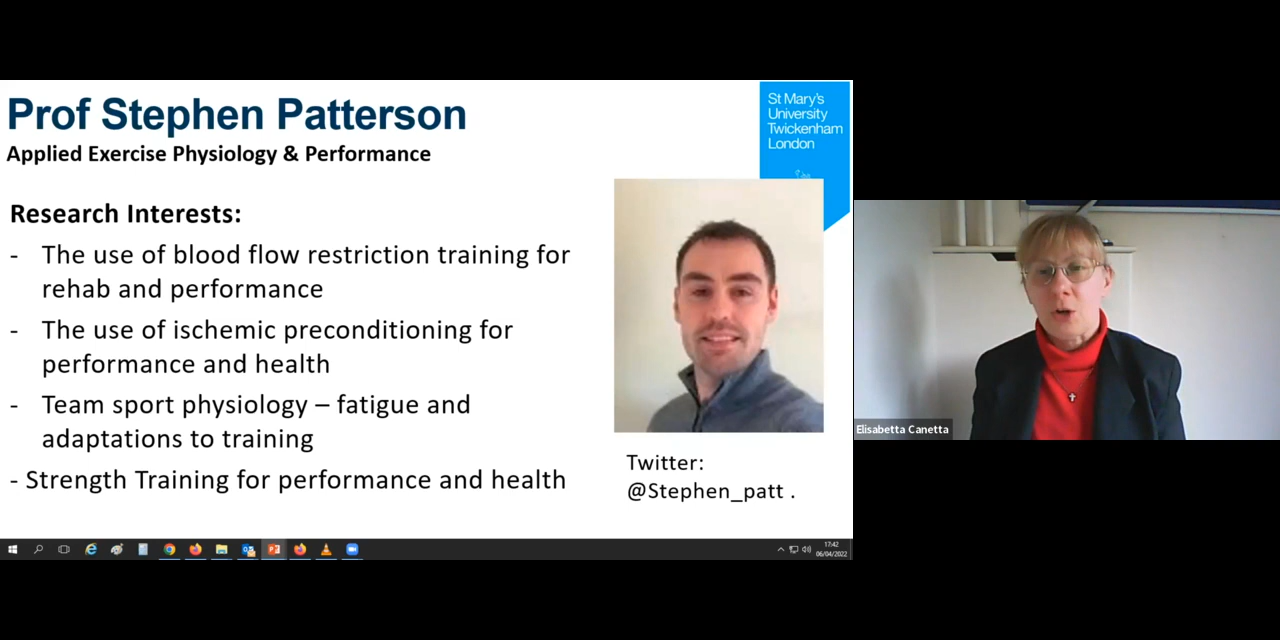 Prof Stephen Patterson
Applied Exercise Physiology & Performance
St Mary's
University
Twickenham
London
Research Interests:
- The use of blood flow restriction training for
rehab and performance
- The use of ischemic preconditioning for
performance and health
- Team sport physiology – fatigue and
adaptations to training
- Strength Training for performance and health
Twitter:
@Stephen_patt .
Elisabetta Canetta
17:42
06/04/2022